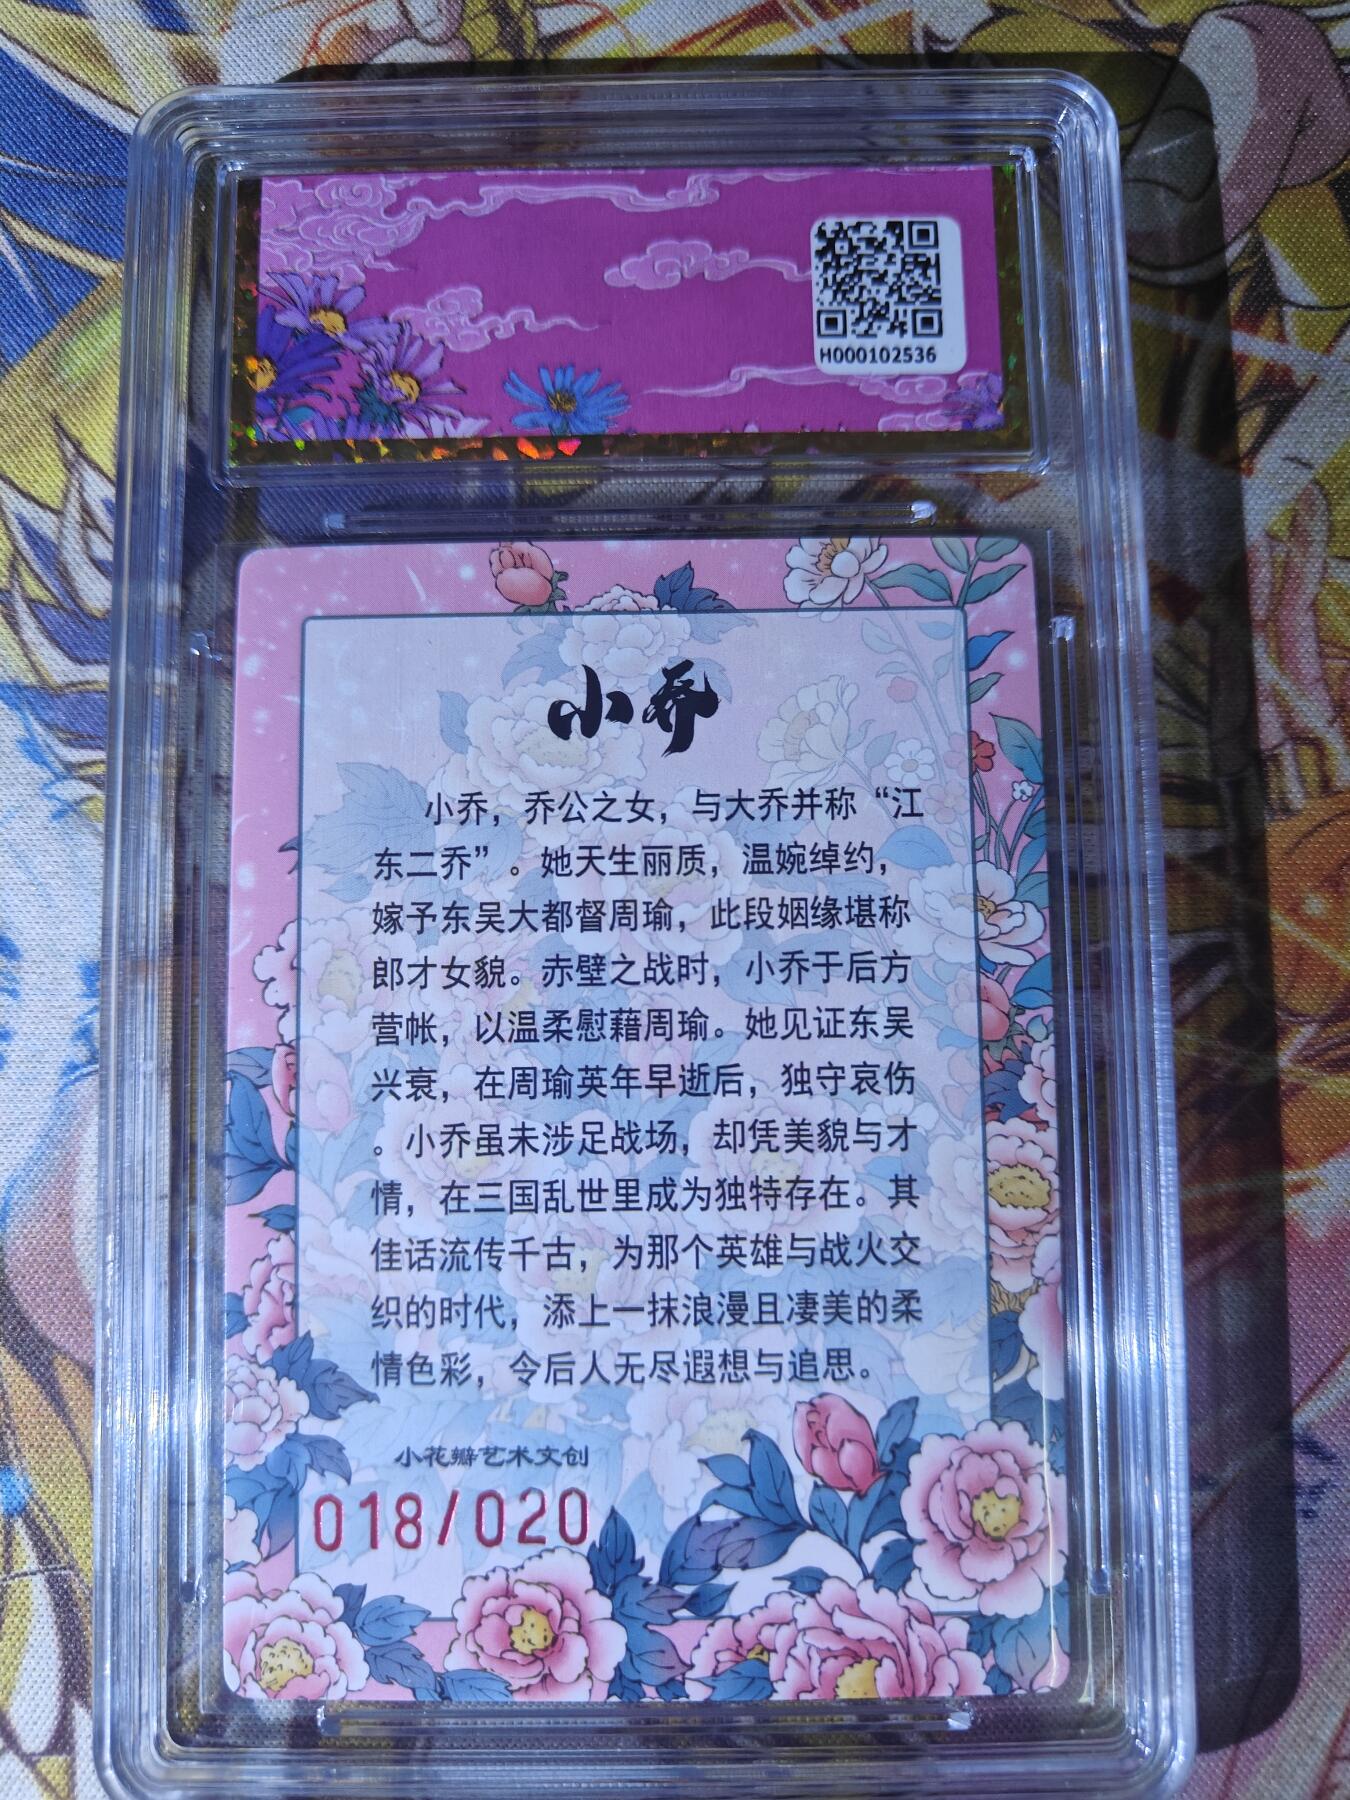 H000102536
小乔
小乔，乔公之女，与大乔并称“江
东二乔”。她天生丽质，温婉绰约，
嫁予东吴大都督周瑜，此段姻缘堪称
郎才女貌。赤壁之战时，小乔于后方
营帐，以温柔慰藉周瑜。她见证东吴
兴衰，在周瑜英年早逝后，独守哀伤
。小乔虽未涉足战场，却凭美貌与才
情，在三国乱世里成为独特存在。其
佳话流传千古，为那个英雄与战火交
织的时代，添上一抹浪漫且凄美的柔
情色彩，令后人无尽遐想与追思。
小花瓣艺术文创
018/020